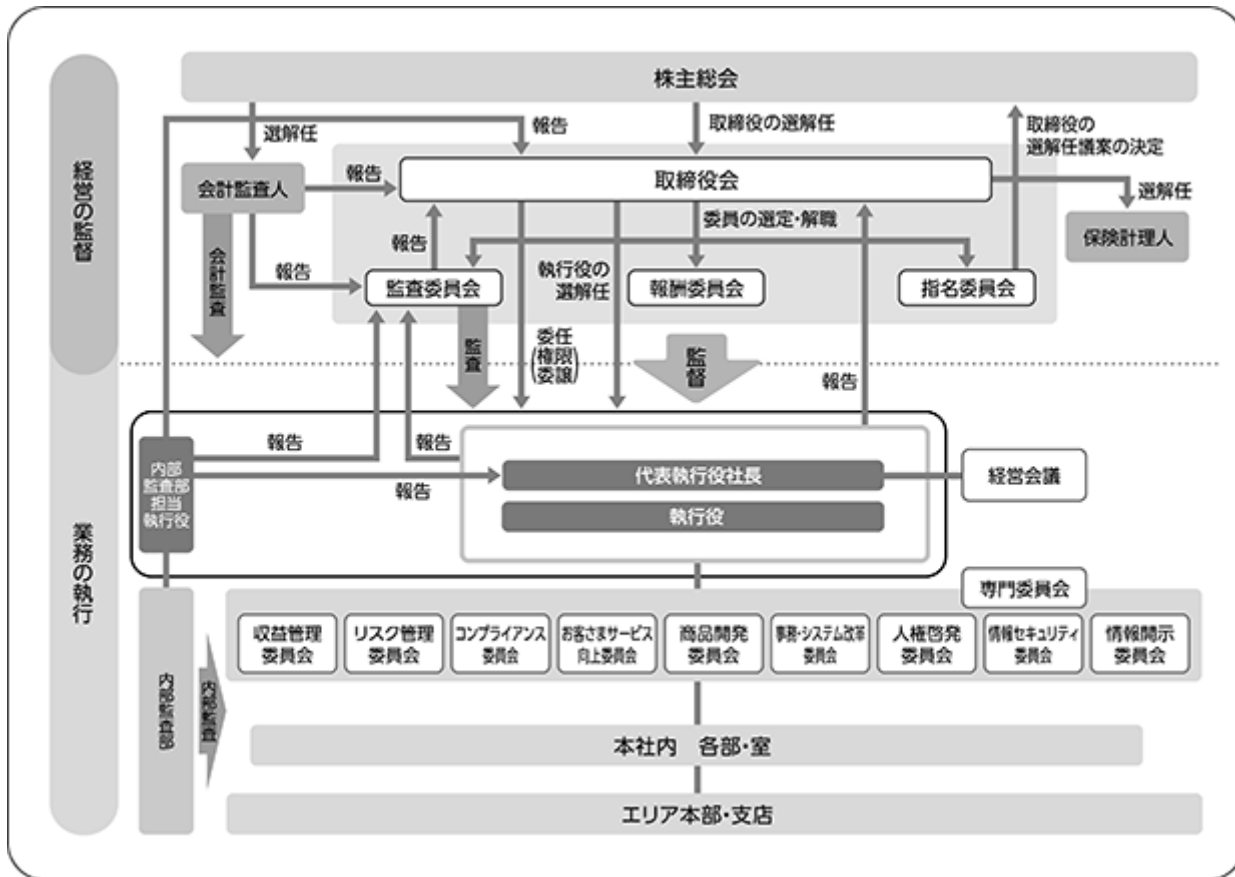 株主総会
選解任
報告
取締役の選解任
取締役の
選解任議案の決定
経営の監督
会計監査人
報告
取締役会
選解任
保険計理人
会計監査
報告
報告
委員の選定・解職
執行役の
選解任
監査委員会
報酬委員会
指名委員会
監査
委任
(権限
委譲)
監督
報告
業務の執行
内部
監査部
担当
執行役
報告
報告
報告
代表執行役社長
執行役
経営会議
専門委員会
収益管理
委員会
リスク管理
委員会
コンプライアンス
委員会
お客さまサービス
向上委員会
商品開発
委員会
事務・システム改革
委員会
人権啓発
委員会
情報セキュリティ
委員会
情報開示
委員会
内部監査部
内部監査
本社内 各部・室
エリア本部・支店